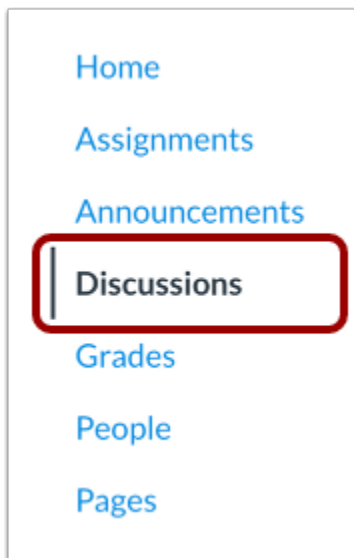 Home
Assignments
Announcements
Discussions
Grades
People
Pages